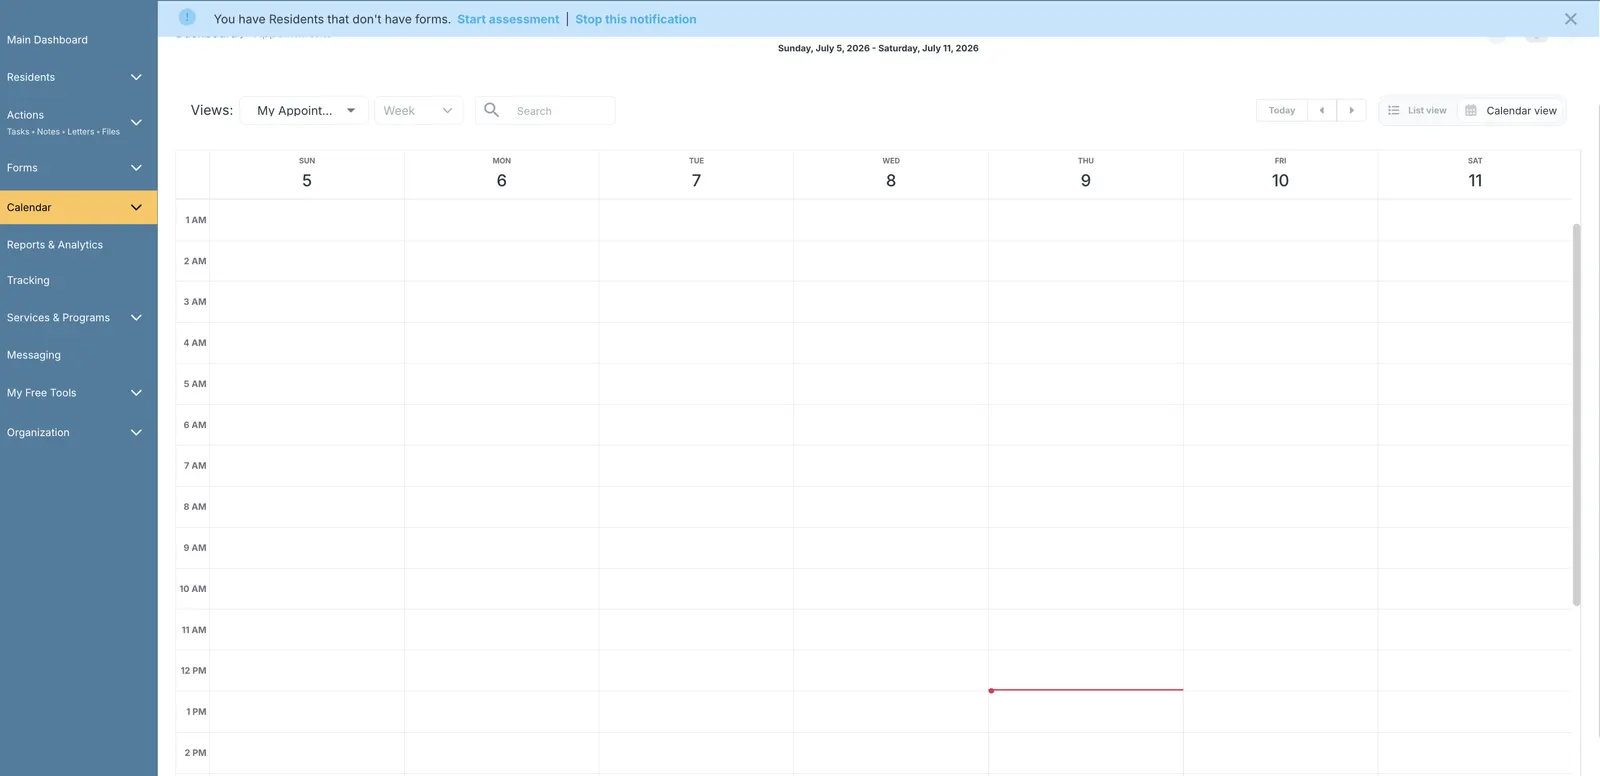 You have Residents that don't have forms. Start assessment | Stop this notification
Sunday, July 5, 2026 - Saturday, July 11, 2026
Main Dashboard
Residents
Actions
Tasks • Notes • Letters • Files
Forms
Calendar
Reports & Analytics
Tracking
Services & Programs
Messaging
My Free Tools
Organization
Views: My Appoint... Week Search
Today List view Calendar view
SUN MON TUE WED THU FRI SAT
5 6 7 8 9 10 11
1 AM
2 AM
3 AM
4 AM
5 AM
6 AM
7 AM
8 AM
9 AM
10 AM
11 AM
12 PM
1 PM
2 PM